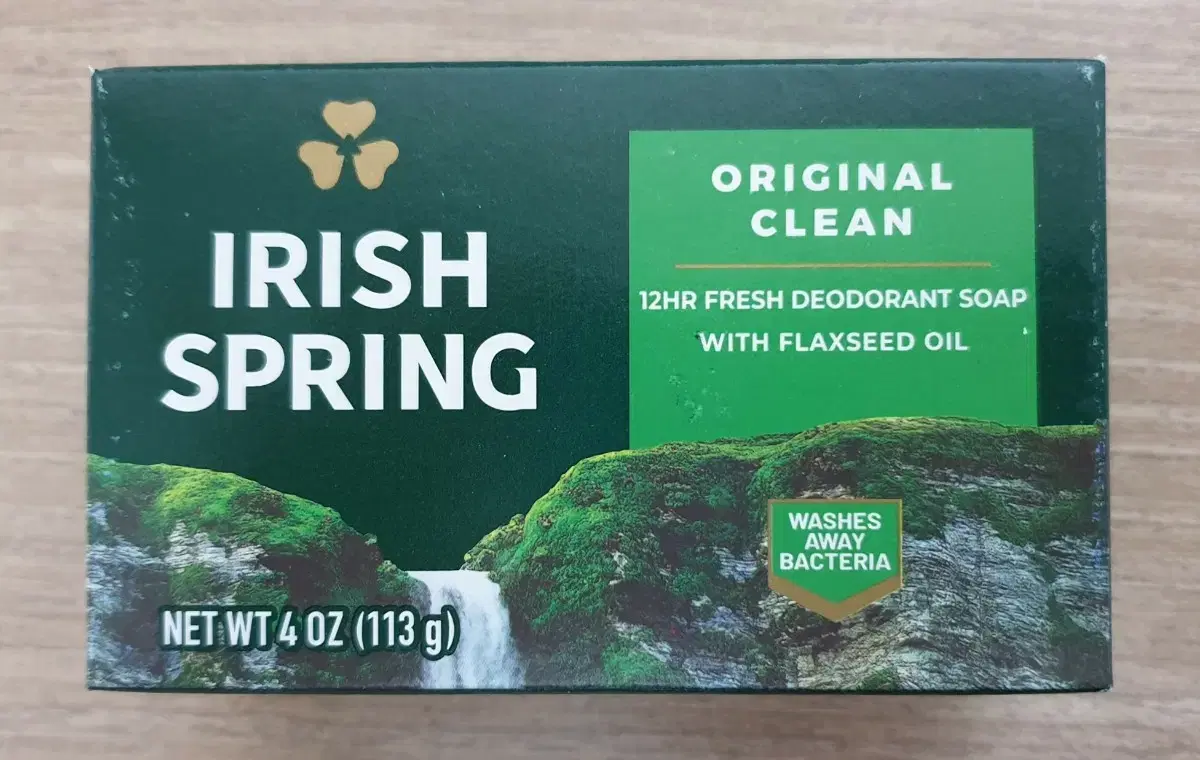 IRISH
SPRING
ORIGINAL
CLEAN
12HR FRESH DEODORANT SOAP
WITH FLAXSEED OIL
WASHES
AWAY
BACTERIA
NET WT 4 OZ (113 g)